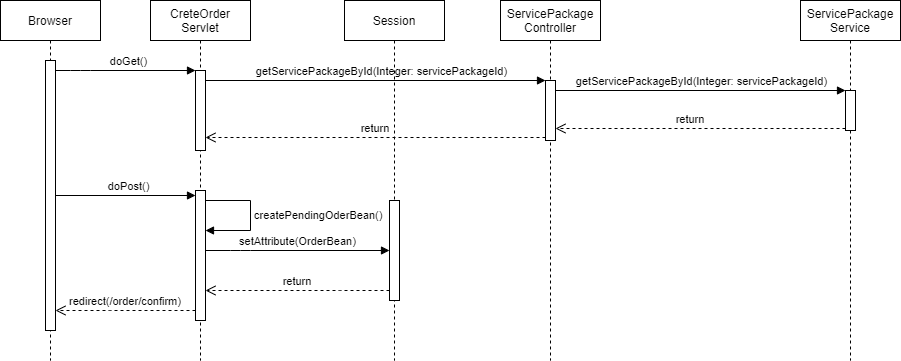 Browser
CreteOrder
Servlet
Session
ServicePackage
Controller
ServicePackage
Service
doGet()
getServicePackageById(Integer: servicePackageId)
getServicePackageById(Integer: servicePackageId)
return
return
doPost()
createPendingOderBean()
setAttribute(OrderBean)
return
redirect(/order/confirm)